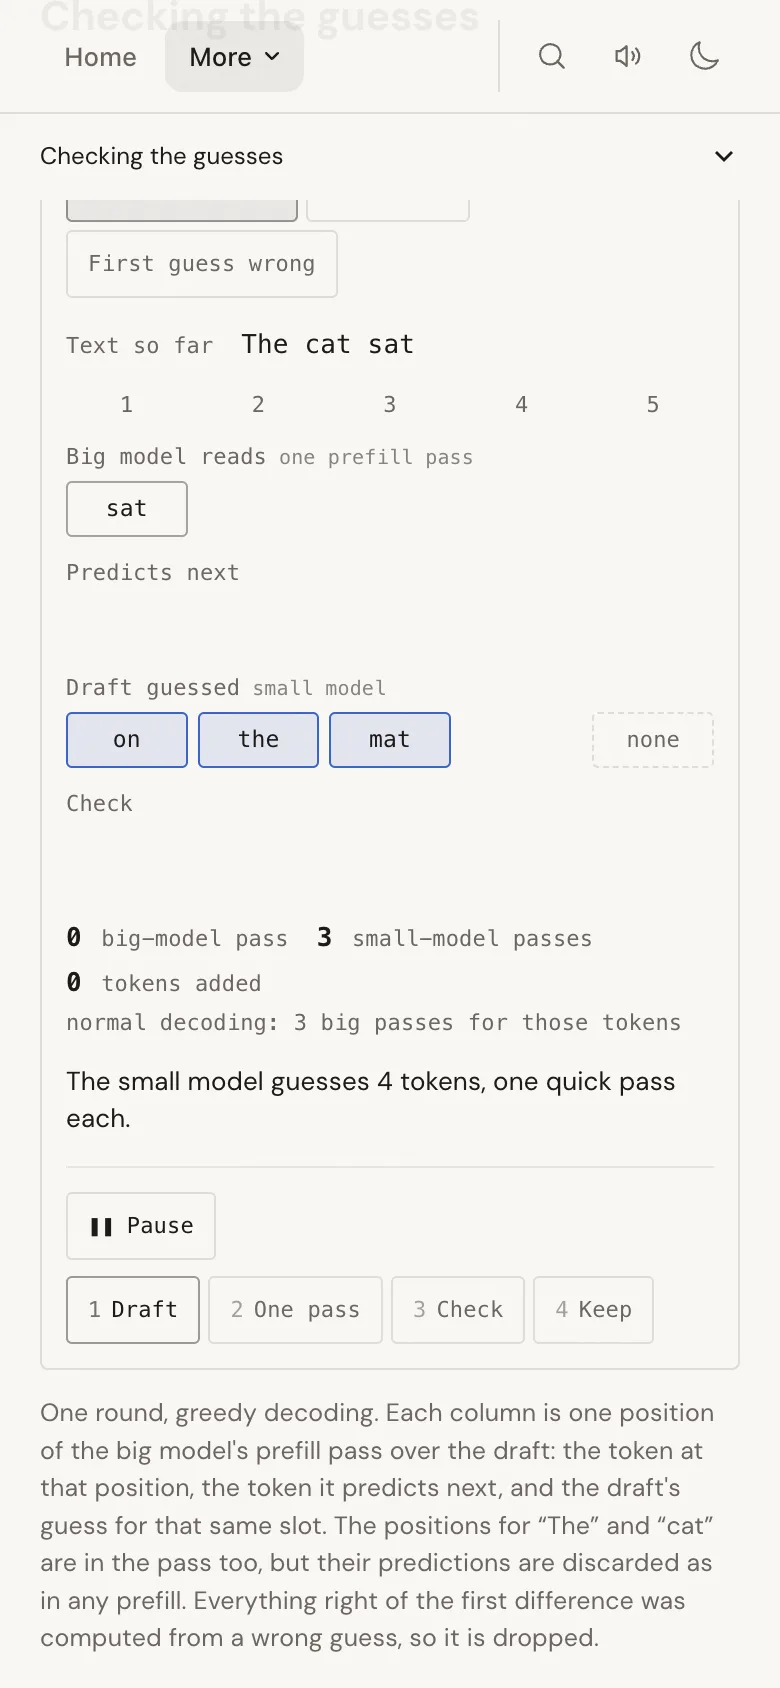 Checking the guesses
Home More
Checking the guesses
First guess wrong
Text so far The cat sat
1 2 3 4 5
Big model reads one prefill pass
sat
Predicts next
Draft guessed small model
on the mat none
Check
0 big-model pass 3 small-model passes
0 tokens added
normal decoding: 3 big passes for those tokens
The small model guesses 4 tokens, one quick pass
each.
Pause
1 Draft 2 One pass 3 Check 4 Keep
One round, greedy decoding. Each column is one position
of the big model's prefill pass over the draft: the token at
that position, the token it predicts next, and the draft's
guess for that same slot. The positions for “The” and “cat”
are in the pass too, but their predictions are discarded as
in any prefill. Everything right of the first difference was
computed from a wrong guess, so it is dropped.